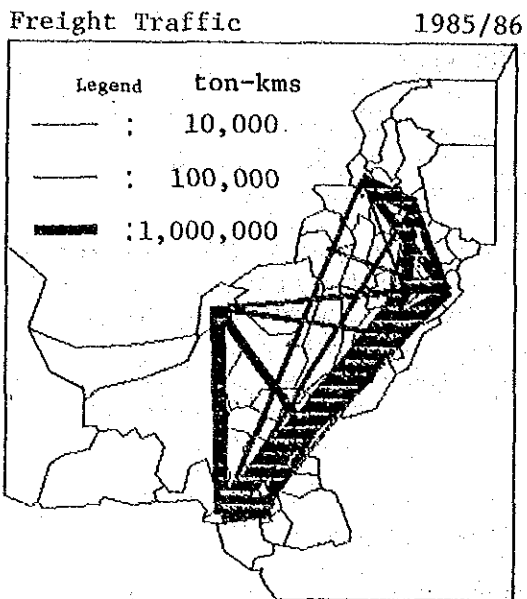 Freight Traffic 1985/86
Legend ton-kms
: 10,000
: 100,000
:1,000,000